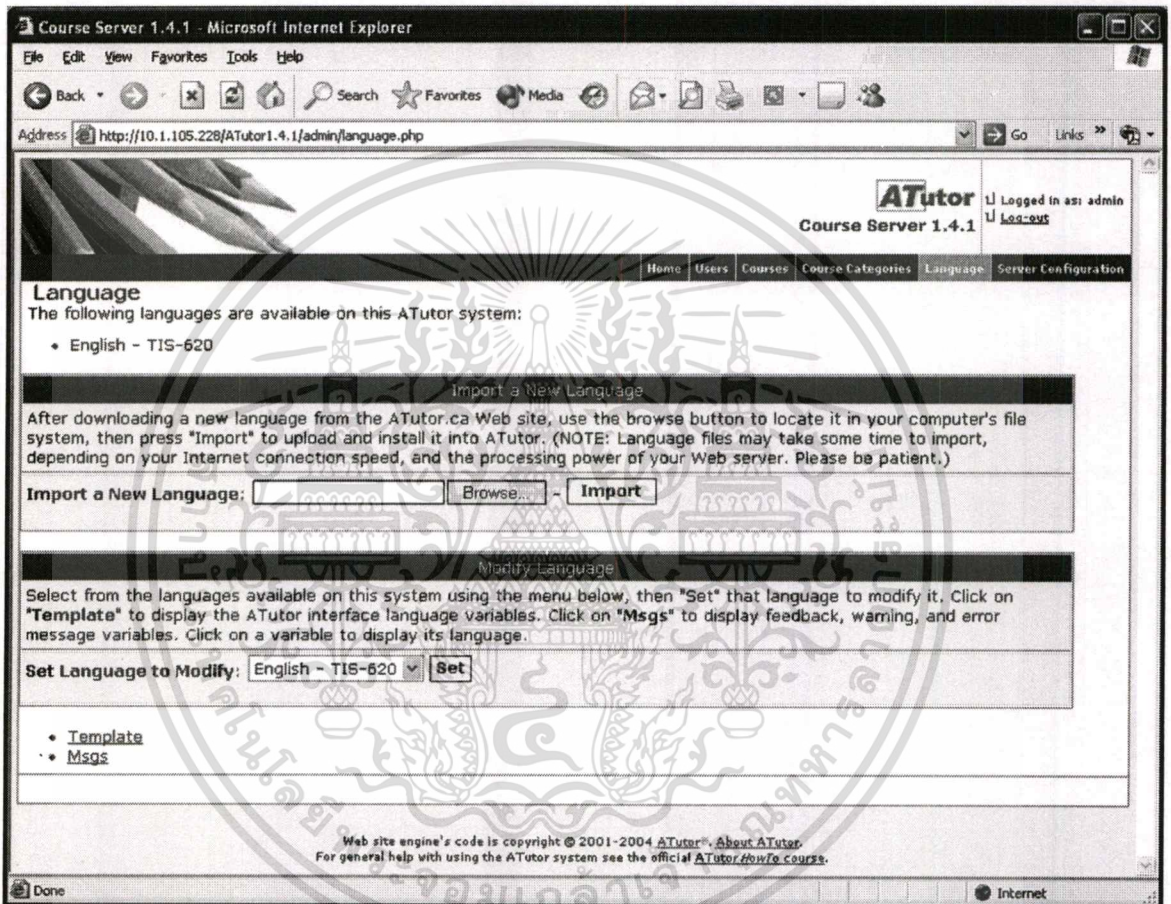 Course Server 1.4.1 - Microsoft Internet Explorer
File Edit View Favorites Tools Help
Back Search Favorites Media
Address http://10.1.105.228/ATutor1.4.1/admin/language.php Go Links »
ATutor
Course Server 1.4.1
Logged in as: admin
Log-out
Home Users Courses Course Categories Language Server Configuration
Language
The following languages are available on this ATutor system:
• English - TIS-620
Import a New Language
After downloading a new language from the ATutor.ca Web site, use the browse button to locate it in your computer's file
system, then press "Import" to upload and install it into ATutor. (NOTE: Language files may take some time to import,
depending on your Internet connection speed, and the processing power of your Web server. Please be patient.)
Import a New Language: Browse... - Import
Modify Language
Select from the languages available on this system using the menu below, then "Set" that language to modify it. Click on
"Template" to display the ATutor interface language variables. Click on "Msgs" to display feedback, warning, and error
message variables. Click on a variable to display its language.
Set Language to Modify: English - TIS-620 Set
• Template
• Msgs
Web site engine's code is copyright © 2001-2004 ATutor®. About ATutor.
For general help with using the ATutor system see the official ATutor HowTo course.
Done Internet